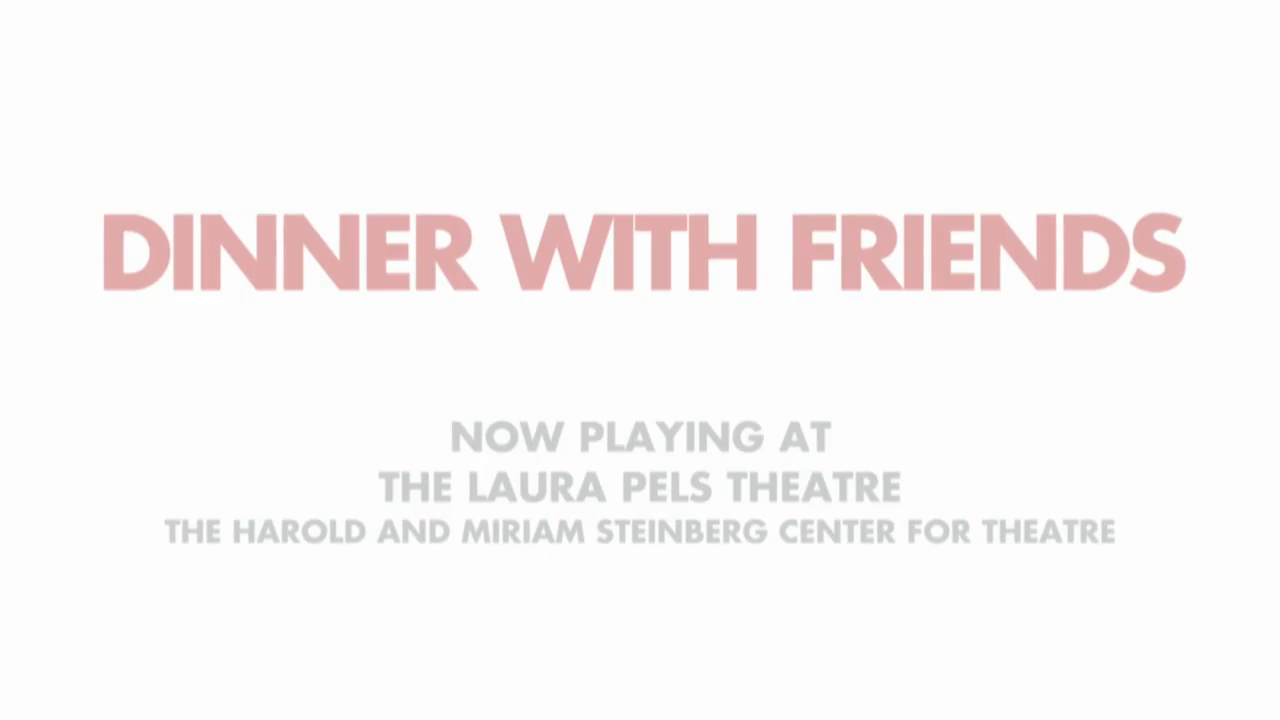 DINNER WITH FRIENDS
NOW PLAYING AT
THE LAURA PELS THEATRE
THE HAROLD AND MIRIAM STEINBERG CENTER FOR THEATRE